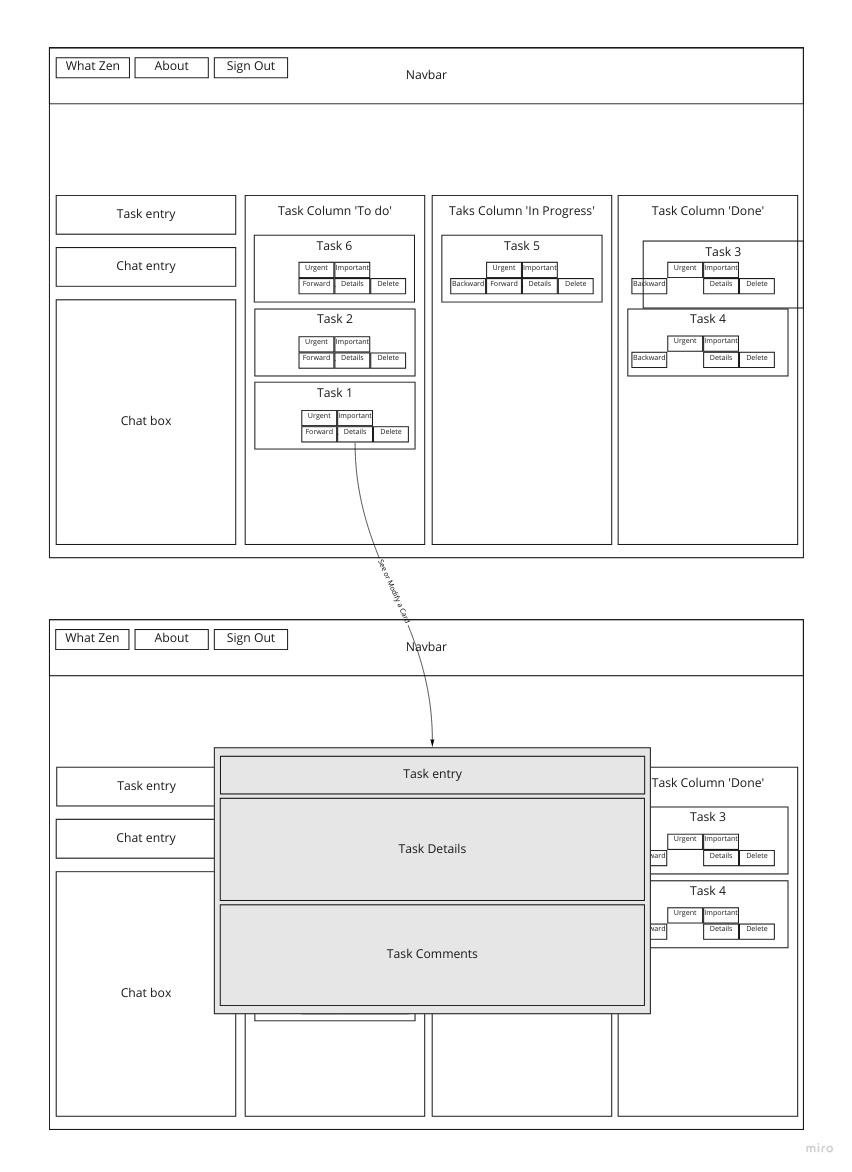 What Zen
About
Sign Out
Navbar
Task entry
Chat entry
Chat box
Task Column 'To do'
Task 6
Urgent
Important
Forward
Details
Delete
Task 2
Urgent
Important
Forward
Details
Delete
Task 1
Urgent
Important
Forward
Details
Delete
Taks Column 'In Progress'
Task 5
Urgent
Important
Backward
Forward
Details
Delete
Task Column 'Done'
Task 3
Urgent
Important
Backward
Details
Delete
Task 4
Urgent
Important
Backward
Details
Delete
See or Modify a Card
What Zen
About
Sign Out
Navbar
Task entry
Chat entry
Chat box
Task entry
Task Details
Task Comments
Task Column 'Done'
Task 3
Urgent
Important
ward
Details
Delete
Task 4
Urgent
Important
ward
Details
Delete
miro